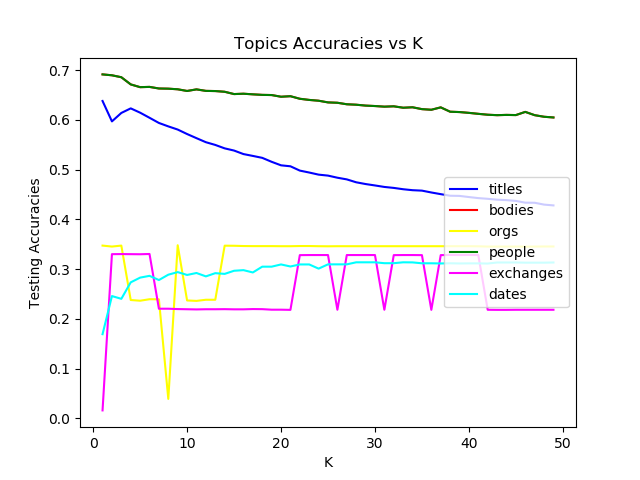 Topics Accuracies vs K
Testing Accuracies
0.7
0.6
0.5
0.4
0.3
0.2
0.1
0.0
titles
bodies
orgs
people
exchanges
dates
0 10 20 30 40 50
K